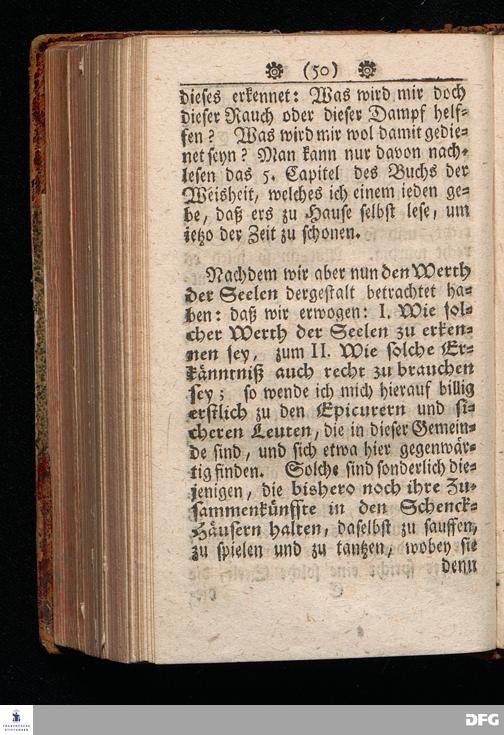 (50)
dieses erkennet: Was wird mir doch
dieser Rauch oder dieser Dampf helf-
fen? Was wird mir wol damit gedie-
net seyn? Man kann nur davon nach-
lesen das 5. Capitel des Buchs der
Weisheit, welches ich einem ieden ge-
be, daß ers zu Hause selbst lese, um
ietzo der Zeit zu schonen.
Nachdem wir aber nun den Werth
der Seelen dergestalt betrachtet ha-
ben: daß wir erwogen: I. Wie sol-
cher Werth der Seelen zu erken-
nen sey, zum II. Wie solche Er-
känntniß auch recht zu brauchen
sey; so wende ich mich hierauf billig
erstlich zu den Epicurern und si-
cheren Leuten, die in dieser Gemein-
de sind, und sich etwa hier gegenwär-
tig finden. Solche sind sonderlich die-
jenigen, die bishero noch ihre Zu-
sammenkünffte in den Schenck-
Häusern halten, daselbst zu sauffen,
zu spielen und zu tantzen, wobey sie
denn
FRANCKESCHE
STIFTUNGEN
DFG